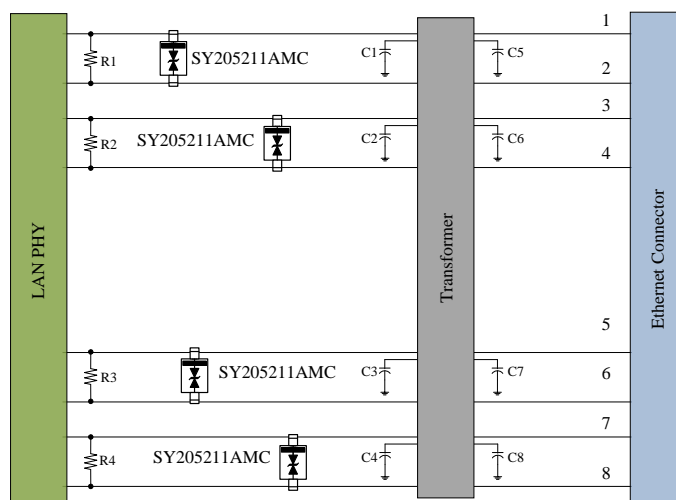 1
R1
SY205211AMC
C1
C5
2
3
R2
SY205211AMC
C2
C6
4
LAN PHY
Transformer
Ethernet Connector
5
R3
SY205211AMC
C3
C7
6
7
R4
SY205211AMC
C4
C8
8